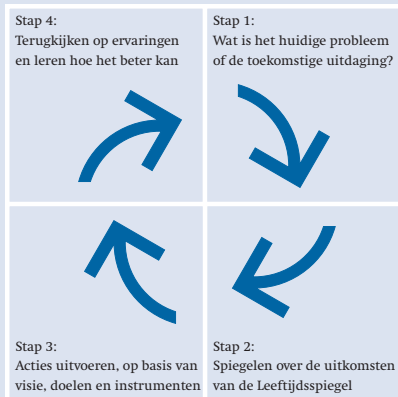 Stap 4:
Terugkijken op ervaringen
en leren hoe het beter kan
Stap 1:
Wat is het huidige probleem
of de toekomstige uitdaging?
Stap 3:
Acties uitvoeren, op basis van
visie, doelen en instrumenten
Stap 2:
Spiegelen over de uitkomsten
van de Leeftijdsspiegel